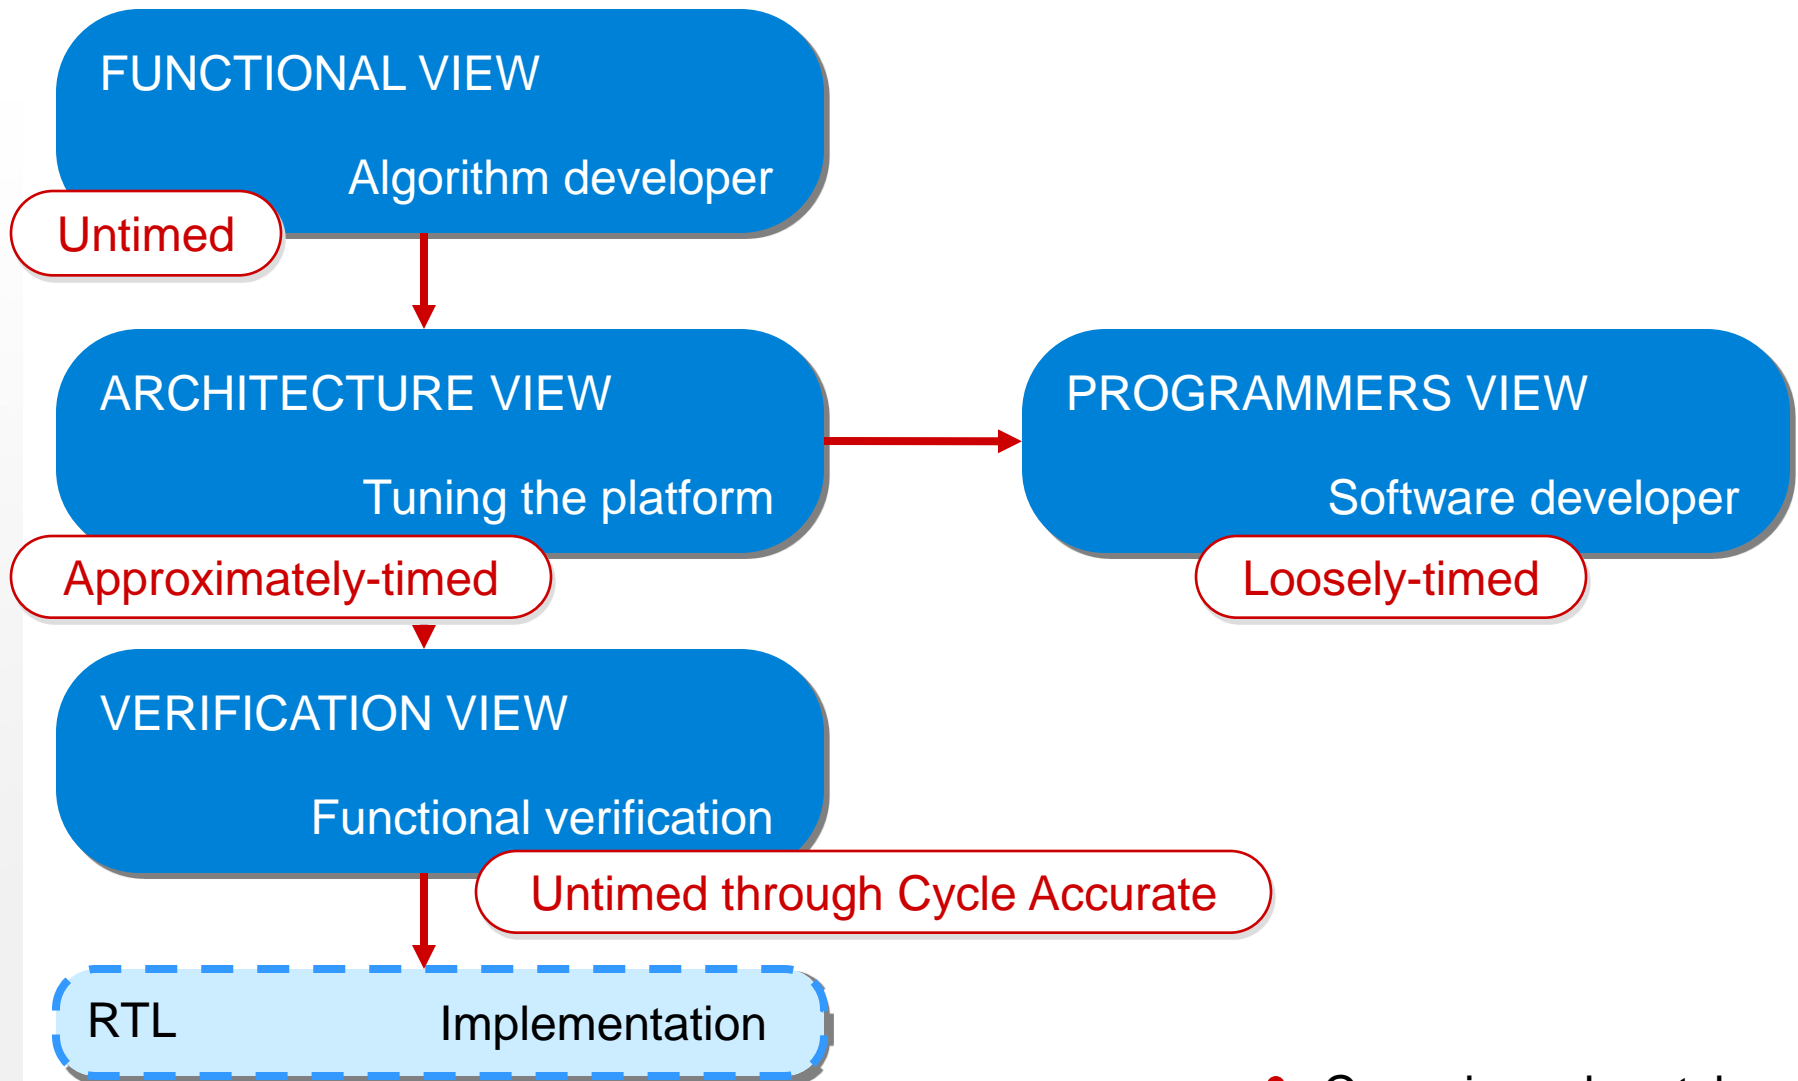 FUNCTIONAL VIEW
Algorithm developer
Untimed
ARCHITECTURE VIEW
Tuning the platform
Approximately-timed
PROGRAMMERS VIEW
Software developer
Loosely-timed
VERIFICATION VIEW
Functional verification
Untimed through Cycle Accurate
RTL
Implementation